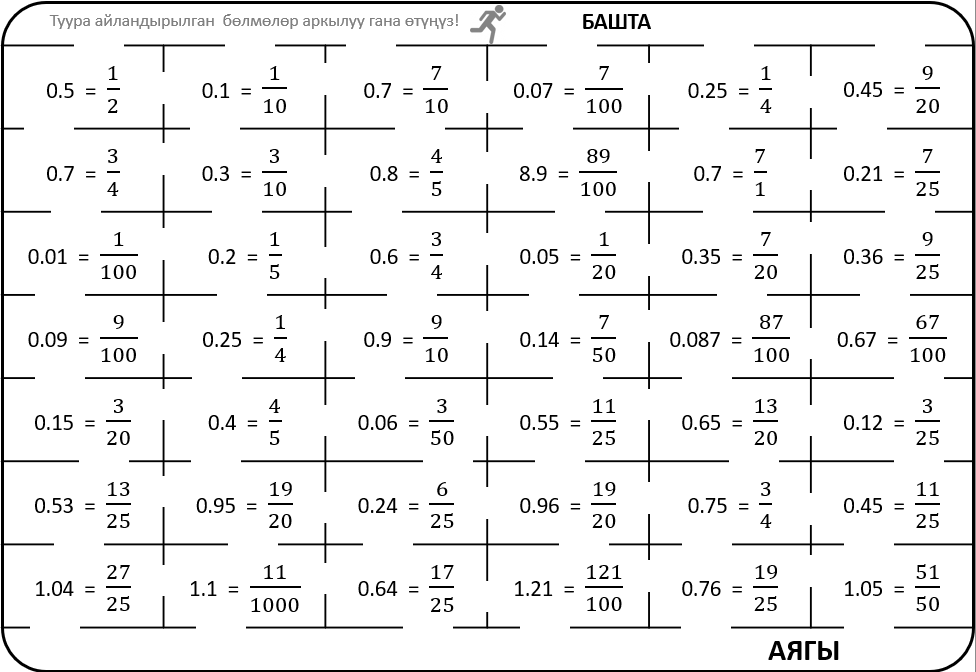 Туура айландырылган бөлмөлөр аркылуу гана өтүңүз! БАШТА
0.5 = 1/2 0.1 = 1/10 0.7 = 7/10 0.07 = 7/100 0.25 = 1/4 0.45 = 9/20
0.7 = 3/4 0.3 = 3/10 0.8 = 4/5 8.9 = 89/100 0.7 = 7/1 0.21 = 7/25
0.01 = 1/100 0.2 = 1/5 0.6 = 3/4 0.05 = 1/20 0.35 = 7/20 0.36 = 9/25
0.09 = 9/100 0.25 = 1/4 0.9 = 9/10 0.14 = 7/50 0.087 = 87/100 0.67 = 67/100
0.15 = 3/20 0.4 = 4/5 0.06 = 3/50 0.55 = 11/25 0.65 = 13/20 0.12 = 3/25
0.53 = 13/25 0.95 = 19/20 0.24 = 6/25 0.96 = 19/20 0.75 = 3/4 0.45 = 11/25
1.04 = 27/25 1.1 = 11/1000 0.64 = 17/25 1.21 = 121/100 0.76 = 19/25 1.05 = 51/50
АЯГЫ